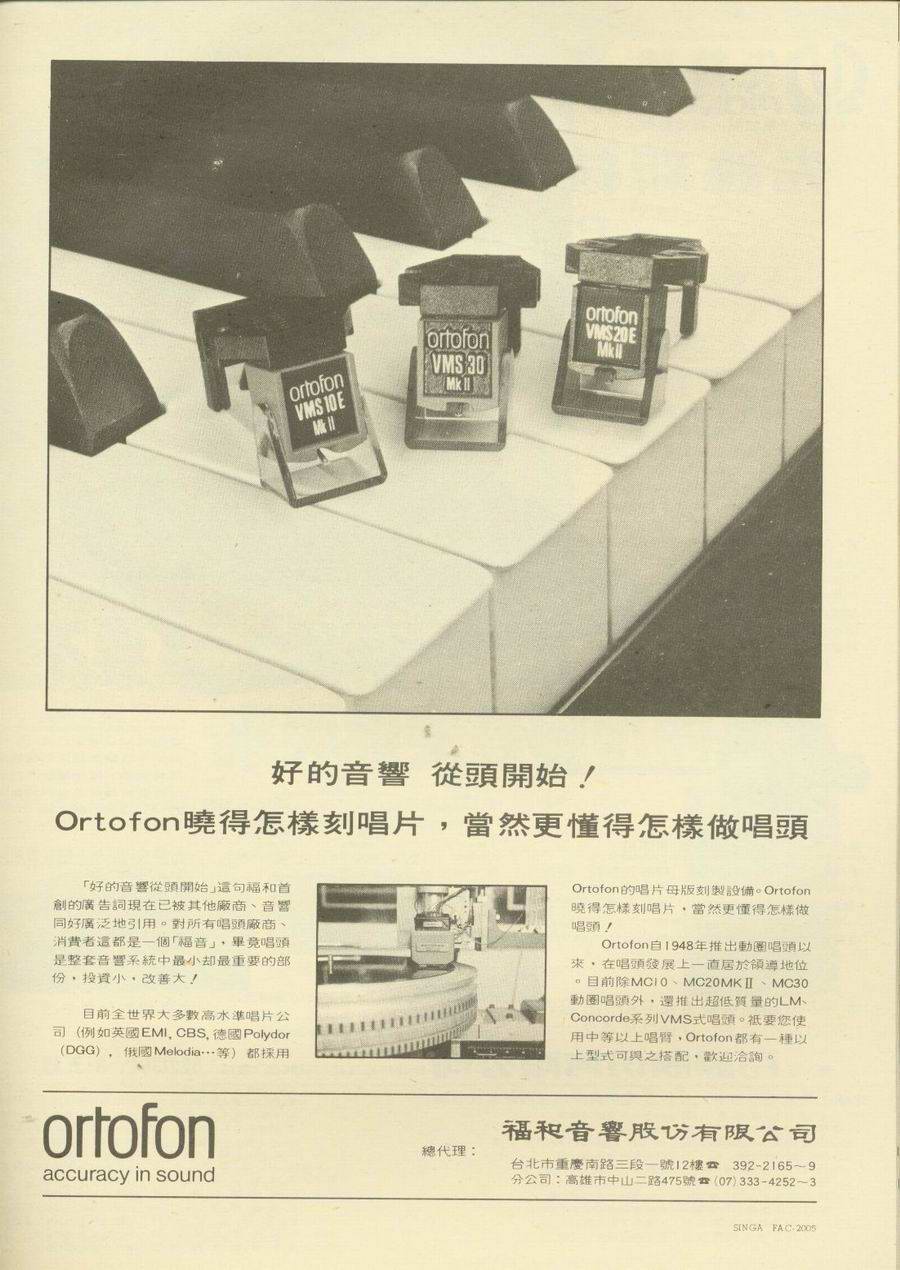 ortofon
VMS 10 E
Mk II
ortofon
VMS 30
Mk II
ortofon
VMS 20 E
Mk II
好的音響 從頭開始！
Ortofon曉得怎樣刻唱片，當然更懂得怎樣做唱頭
「好的音響從頭開始」這句福和首
創的廣告詞現在已被其他廠商、音響
同好廣泛地引用。對所有唱頭廠商、
消費者這都是一個「福音」，畢竟唱頭
是整套音響系統中最小却最重要的部
份，投資小，改善大！
目前全世界大多數高水準唱片公
司（例如英國EMI, CBS, 德國Polydor
(DGG)，俄國Melodia…等）都採用
Ortofon的唱片母版刻製設備。Ortofon
曉得怎樣刻唱片，當然更懂得怎樣做
唱頭！
Ortofon自1948年推出動圈唱頭以
來，在唱頭發展上一直居於領導地位
。目前除MC10、MC20MKⅡ、MC30
動圈唱頭外，還推出超低質量的LM、
Concorde系列VMS式唱頭。祇要您使
用中等以上唱臂，Ortofon都有一種以
上型式可與之搭配，歡迎洽詢。
ortofon
accuracy in sound
總代理：
福和音響股份有限公司
台北市重慶南路三段一號12樓☎ 392-2165～9
分公司：高雄市中山二路475號☎(07)333-4252～3
SINGA FAC-2005